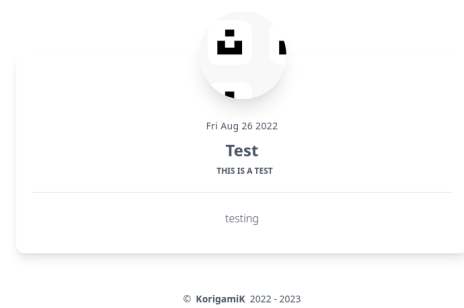 Fri Aug 26 2022
Test
THIS IS A TEST
testing
© KorigamiK 2022 - 2023